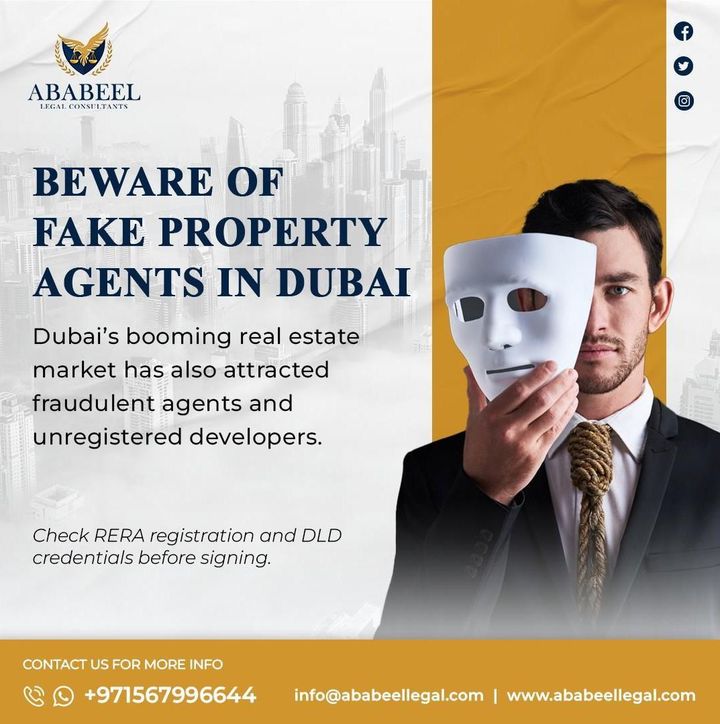 ABABEEL
LEGAL CONSULTANTS
BEWARE OF
FAKE PROPERTY
AGENTS IN DUBAI
Dubai’s booming real estate
market has also attracted
fraudulent agents and
unregistered developers.
Check RERA registration and DLD
credentials before signing.
CONTACT US FOR MORE INFO
+971567996644
info@ababeellegal.com | www.ababeellegal.com